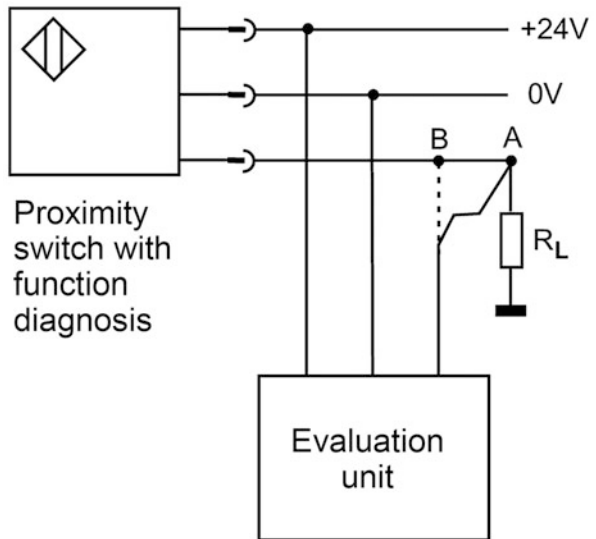 +24V
0V
B
A
Proximity
switch with
function
diagnosis
RL
Evaluation
unit